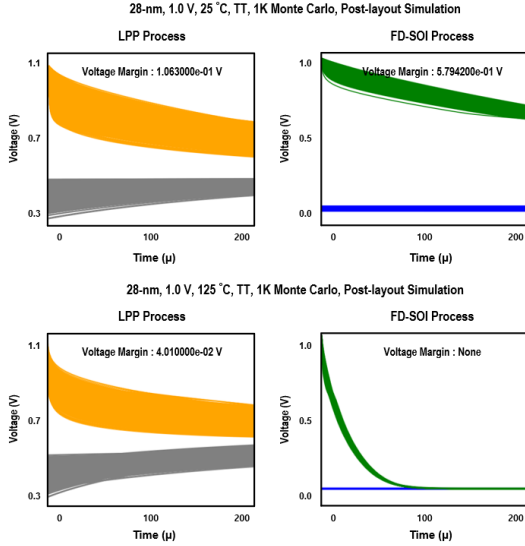 28-nm, 1.0 V, 25 °C, TT, 1K Monte Carlo, Post-layout Simulation
LPP Process
FD-SOI Process
Voltage Margin : 1.063000e-01 V
Voltage Margin : 5.794200e-01 V
1.1
0.7
0.3
Voltage (V)
1.0
0.5
0.0
Voltage (V)
0
100
200
0
100
200
Time (µ)
Time (µ)
28-nm, 1.0 V, 125 °C, TT, 1K Monte Carlo, Post-layout Simulation
LPP Process
FD-SOI Process
Voltage Margin : 4.010000e-02 V
Voltage Margin : None
1.1
0.7
0.3
Voltage (V)
1.0
0.5
0.0
Voltage (V)
0
100
200
0
100
200
Time (µ)
Time (µ)